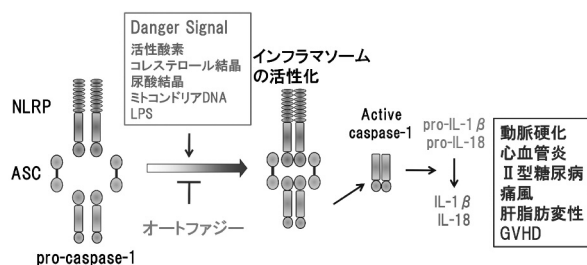 Danger Signal
活性酸素
コレステロール結晶
尿酸結晶
ミトコンドリアDNA
LPS
インフラマソーム
の活性化
NLRP
ASC
pro-caspase-1
オートファジー
Active
caspase-1
pro-IL-1β
pro-IL-18
IL-1β
IL-18
動脈硬化
心血管炎
Ⅱ型糖尿病
痛風
肝脂肪変性
GVHD